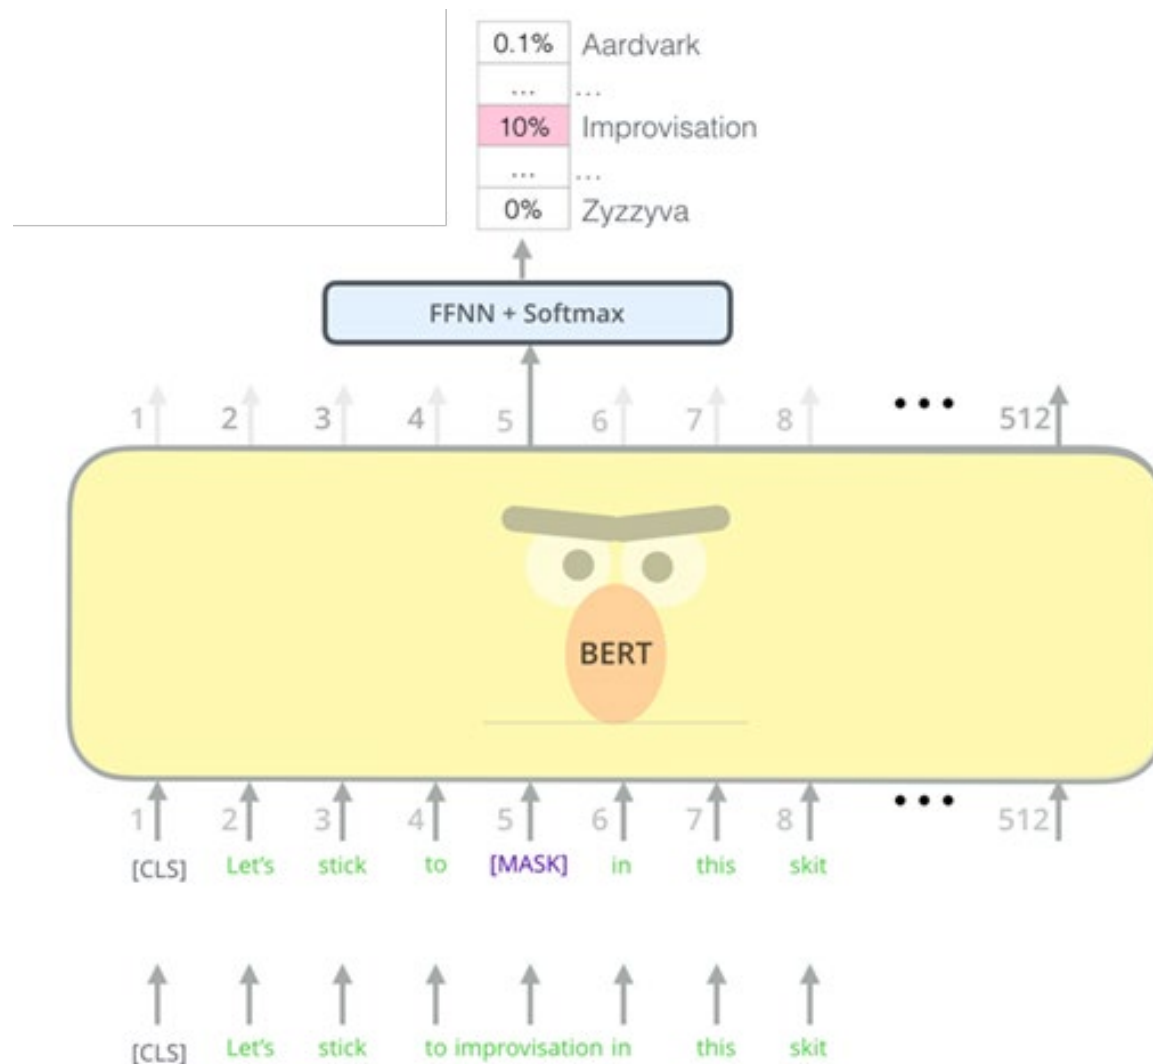 0.1% Aardvark
... ...
10% Improvisation
... ...
0% Zyzzyva
FFNN + Softmax
1 2 3 4 5 6 7 8 ... 512
BERT
1 2 3 4 5 6 7 8 ... 512
[CLS] Let's stick to [MASK] in this skit
[CLS] Let's stick to improvisation in this skit